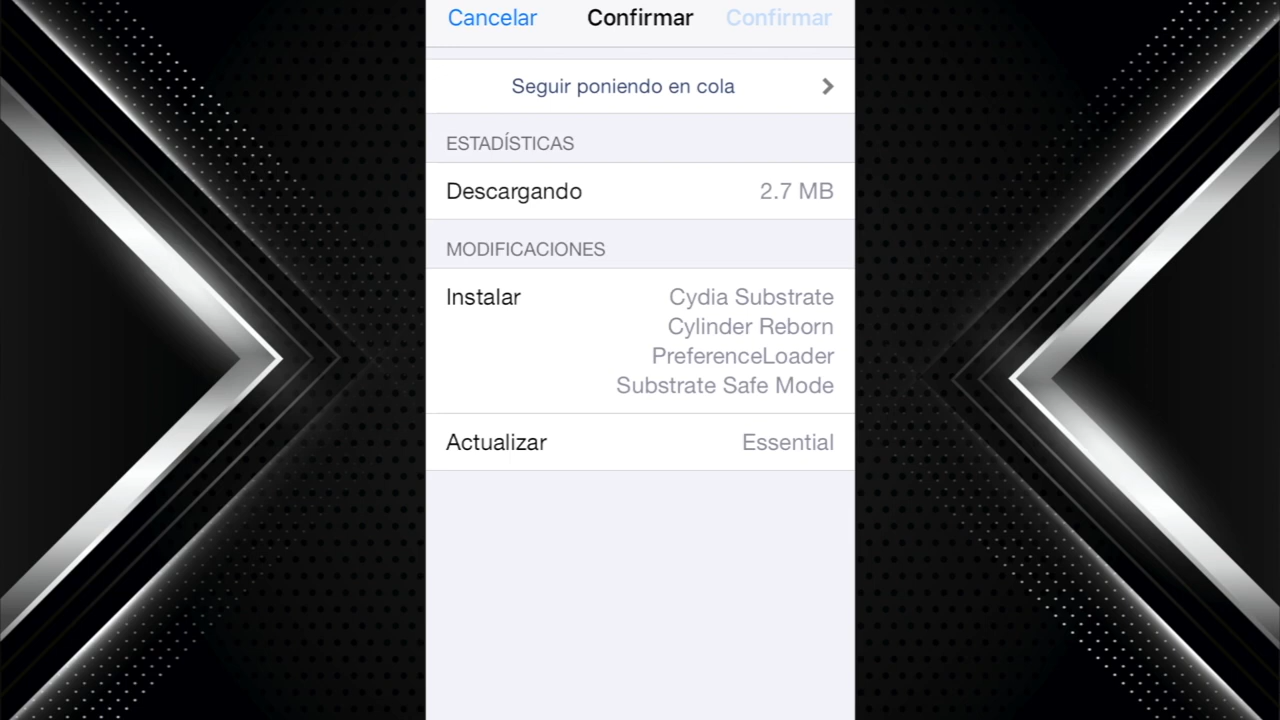 Cancelar Confirmar Confirmar
Seguir poniendo en cola
ESTADÍSTICAS
Descargando 2.7 MB
MODIFICACIONES
Instalar Cydia Substrate
Cylinder Reborn
PreferenceLoader
Substrate Safe Mode
Actualizar Essential